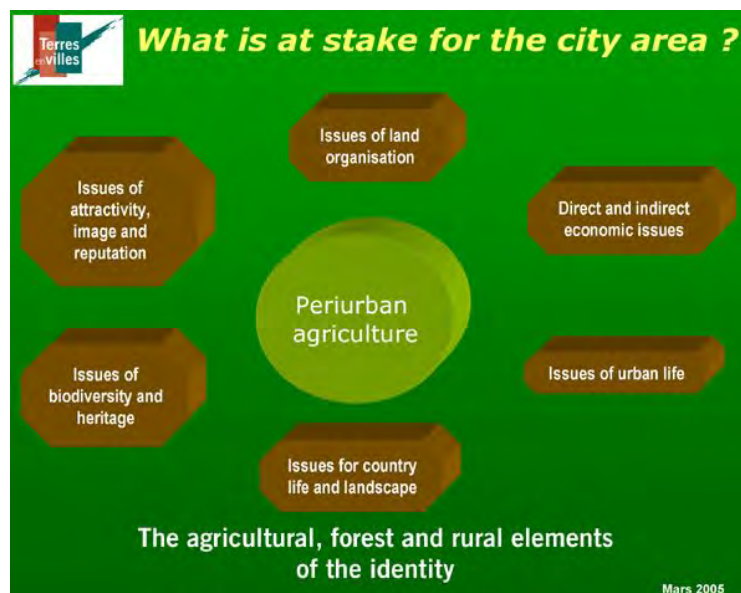 Terres
en villes
What is at stake for the city area ?
Issues of land
organisation
Issues of
attractivity,
image and
reputation
Direct and indirect
economic issues
Periurban
agriculture
Issues of
biodiversity and
heritage
Issues of urban life
Issues for country
life and landscape
The agricultural, forest and rural elements
of the identity
Mars 2005